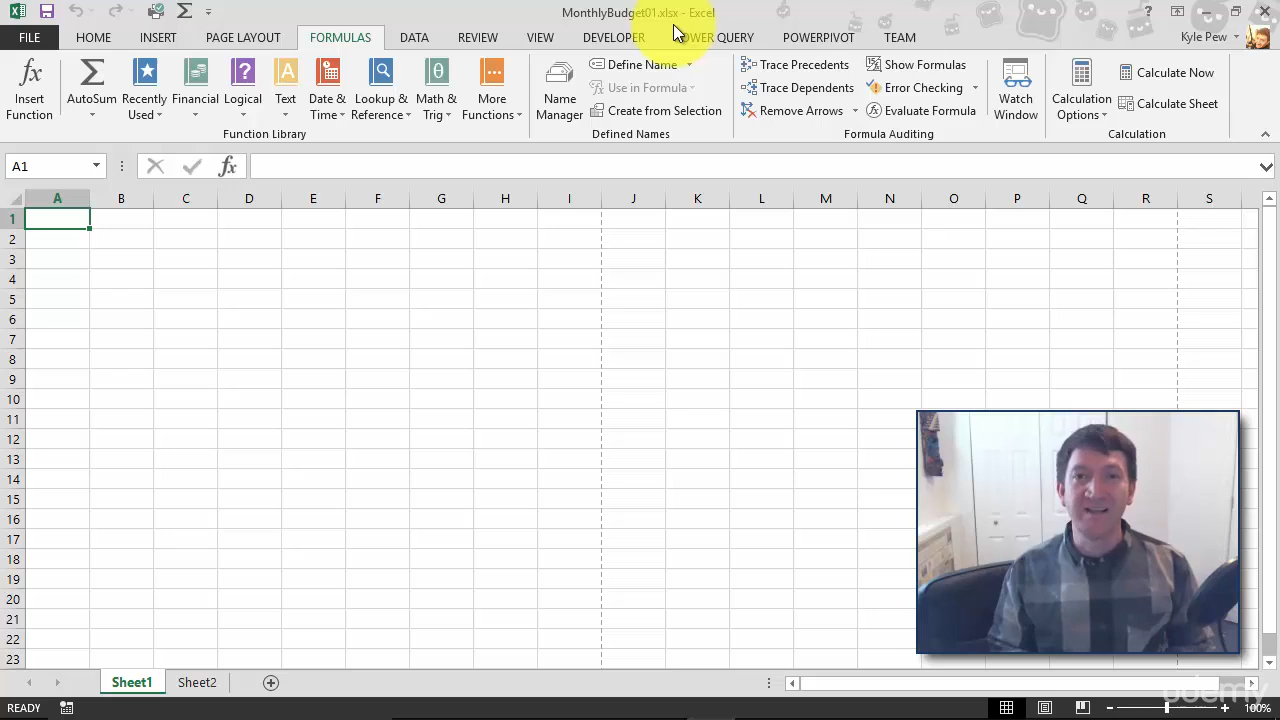 MonthlyBudget01.xlsx - Excel
FILE HOME INSERT PAGE LAYOUT FORMULAS DATA REVIEW VIEW DEVELOPER POWER QUERY POWERPIVOT TEAM Kyle Pew
Insert Function
AutoSum
Recently Used
Financial
Logical
Text
Date & Time
Lookup & Reference
Math & Trig
More Functions
Function Library
Name Manager
Define Name
Use in Formula
Create from Selection
Defined Names
Trace Precedents
Trace Dependents
Remove Arrows
Show Formulas
Error Checking
Evaluate Formula
Formula Auditing
Watch Window
Calculation Options
Calculate Now
Calculate Sheet
Calculation
A1
fx
A B C D E F G H I J K L M N O P Q R S
1
2
3
4
5
6
7
8
9
10
11
12
13
14
15
16
17
18
19
20
21
22
23
Sheet1 Sheet2
udemy
READY 100%